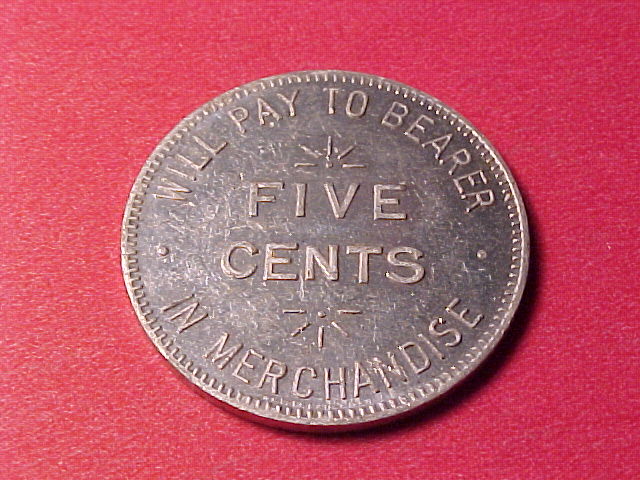 WILL PAY TO BEARER
FIVE
CENTS
IN MERCHANDISE